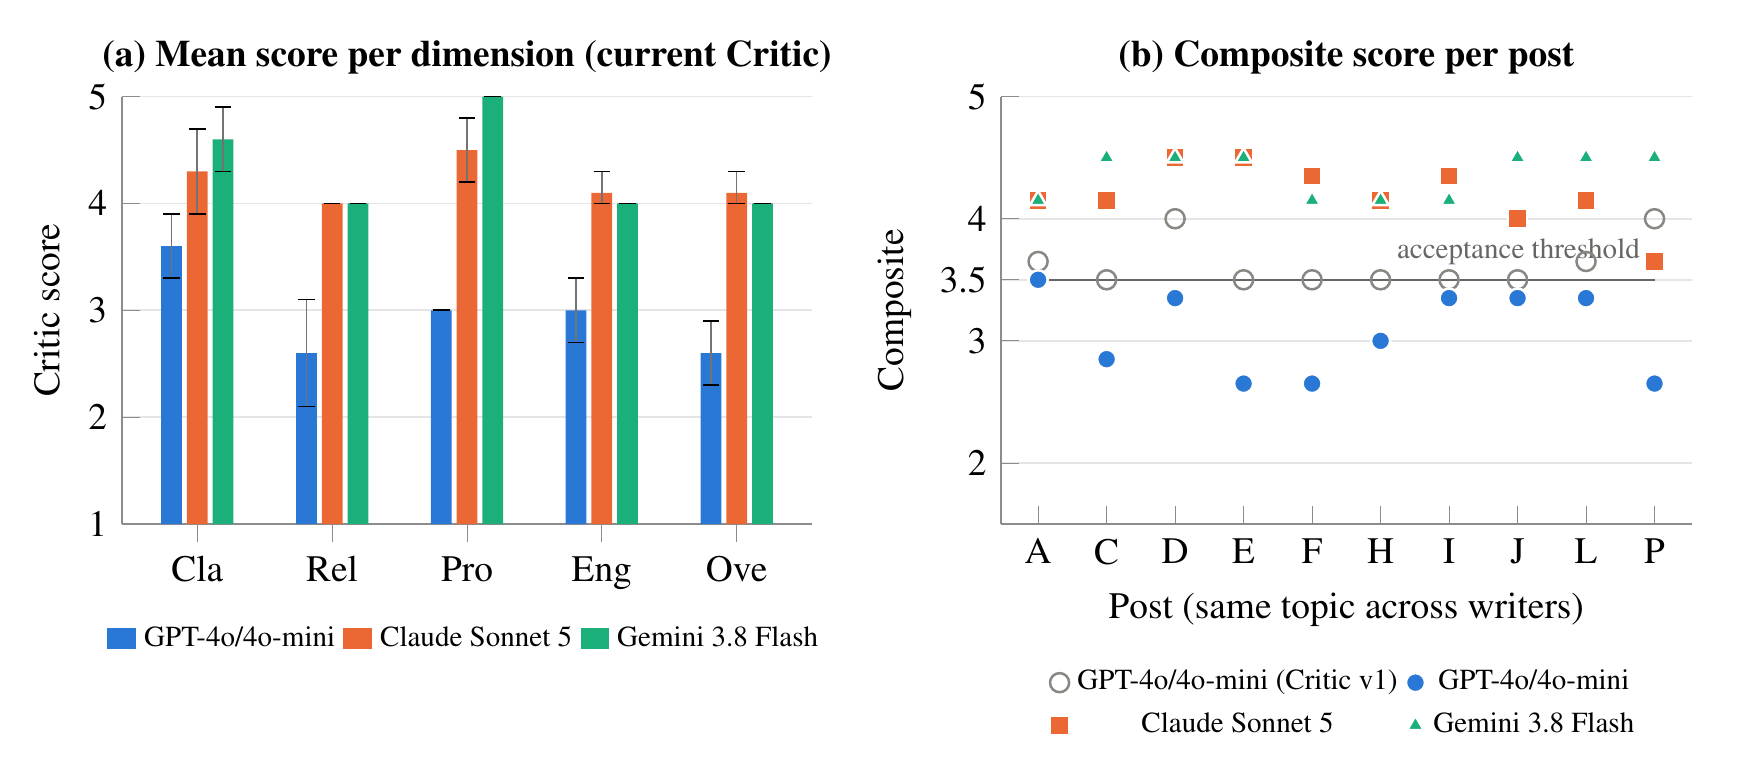 (a) Mean score per dimension (current Critic)
5
4
3
2
1
Critic score
Cla Rel Pro Eng Ove
GPT-4o/4o-mini Claude Sonnet 5 Gemini 3.8 Flash
(b) Composite score per post
5
4
3.5
3
2
Composite
acceptance threshold
A C D E F H I J L P
Post (same topic across writers)
GPT-4o/4o-mini (Critic v1) GPT-4o/4o-mini
Claude Sonnet 5 Gemini 3.8 Flash